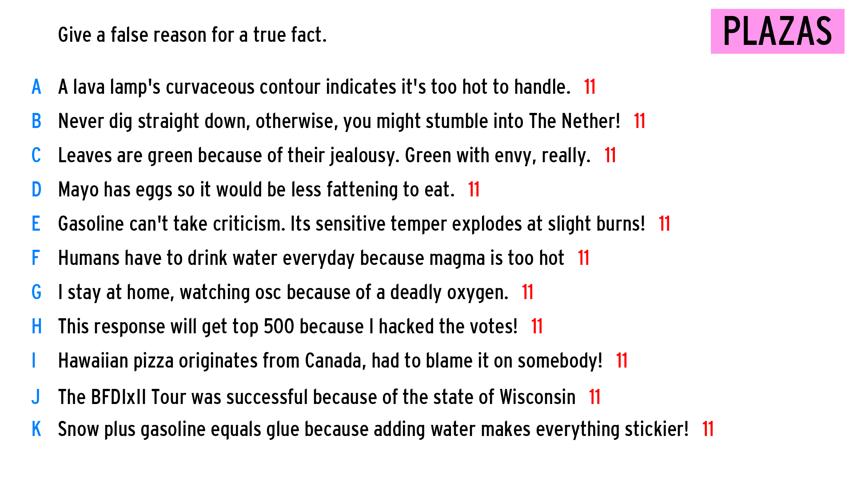 Give a false reason for a true fact.
PLAZAS
A A lava lamp's curvaceous contour indicates it's too hot to handle. 11
B Never dig straight down, otherwise, you might stumble into The Nether! 11
C Leaves are green because of their jealousy. Green with envy, really. 11
D Mayo has eggs so it would be less fattening to eat. 11
E Gasoline can't take criticism. Its sensitive temper explodes at slight burns! 11
F Humans have to drink water everyday because magma is too hot 11
G I stay at home, watching osc because of a deadly oxygen. 11
H This response will get top 500 because I hacked the votes! 11
I Hawaiian pizza originates from Canada, had to blame it on somebody! 11
J The BFDIxII Tour was successful because of the state of Wisconsin 11
K Snow plus gasoline equals glue because adding water makes everything stickier! 11